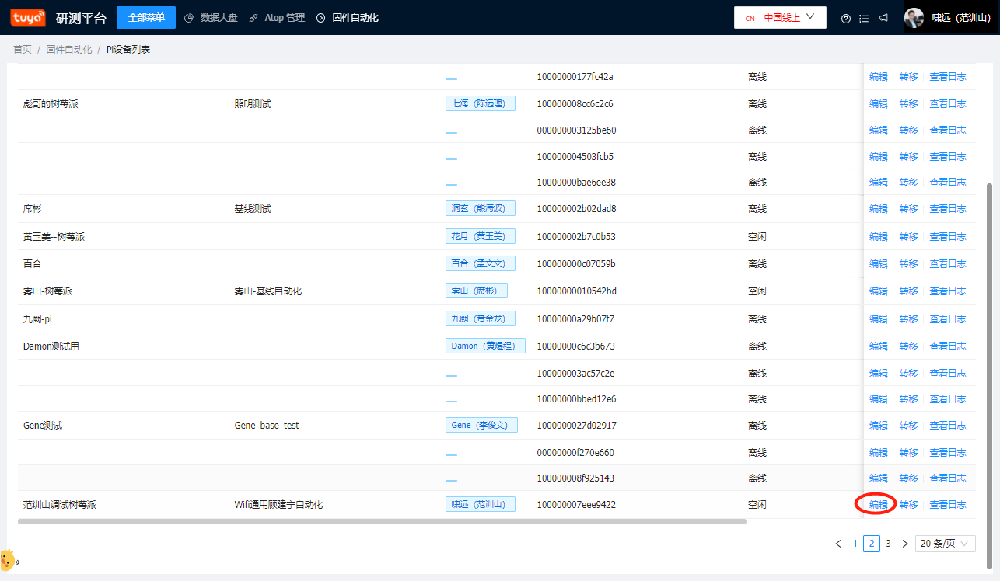 tuya 研测平台 全部菜单 数据大盘 Atop 管理 固件自动化 CN 中国线上 啸远（范训山）
首页 / 固件自动化 / Pi设备列表
— 10000000177fc42a 离线 编辑 转移 查看日志
彪哥的树莓派 照明测试 七海（陈远理） 100000008cc6c2c6 离线 编辑 转移 查看日志
— 000000003125be60 离线 编辑 转移 查看日志
— 100000004503fcb5 离线 编辑 转移 查看日志
— 10000000bae6ee38 离线 编辑 转移 查看日志
席彬 基线测试 洞玄（熊海波） 100000002b02dad8 离线 编辑 转移 查看日志
黄玉美--树莓派 花月（黄玉美） 100000002b7c0b53 空闲 编辑 转移 查看日志
百合 百合（孟文文） 100000000c07059b 离线 编辑 转移 查看日志
雾山-树莓派 雾山-基线自动化 雾山（席彬） 10000000010542bd 空闲 编辑 转移 查看日志
九阙-pi 九阙（贲金龙） 10000000a29b07f7 离线 编辑 转移 查看日志
Damon测试用 Damon（黄煜程） 10000000c6c3b673 离线 编辑 转移 查看日志
— 100000003ac57c2e 离线 编辑 转移 查看日志
— 10000000bbed12e6 离线 编辑 转移 查看日志
Gene测试 Gene_base_test Gene（李俊文） 1000000027d02917 离线 编辑 转移 查看日志
— 00000000f270e660 离线 编辑 转移 查看日志
— 100000008f925143 离线 编辑 转移 查看日志
范训山调试树莓派 Wifi通用顾建宁自动化 啸远（范训山） 100000007eee9422 空闲 编辑 转移 查看日志
< 1 2 3 > 20 条/页